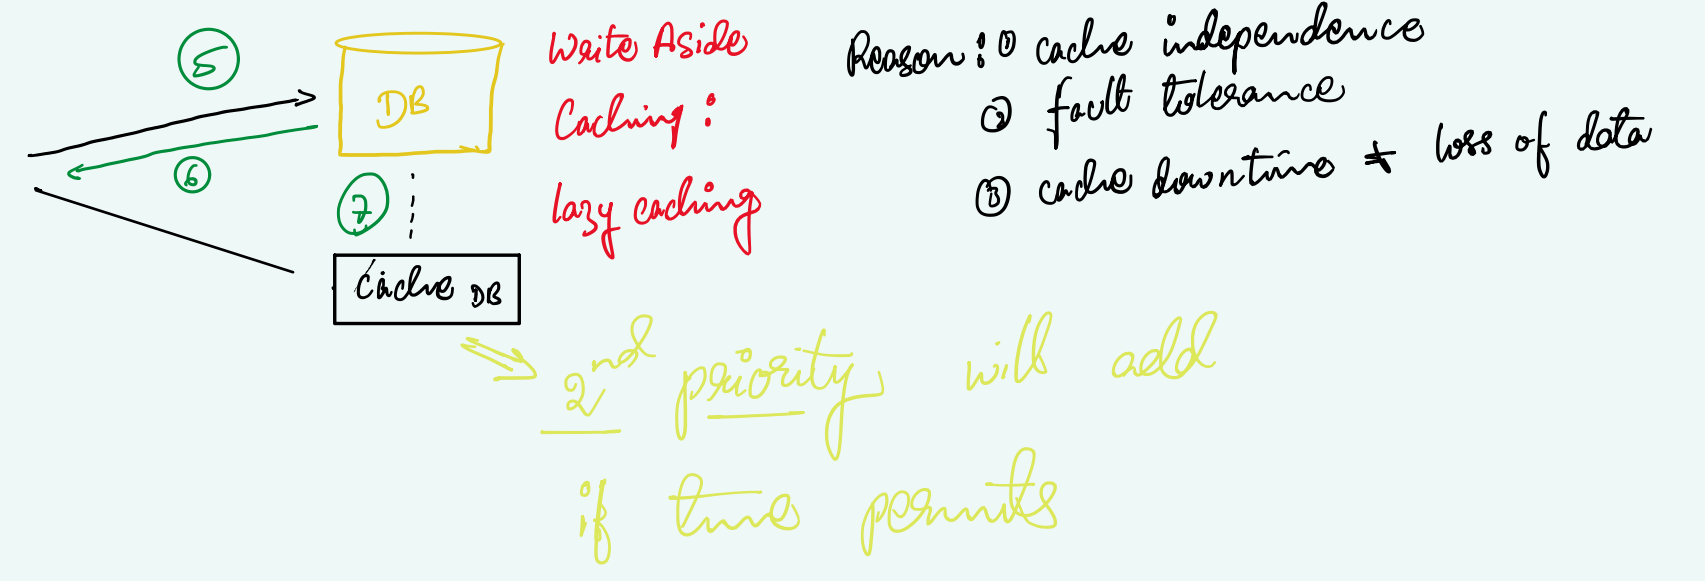 5
DB
6
7
Cache DB
Write Aside
Caching :
lazy caching
Reason : ① cache independence
② fault tolerance
③ cache downtime ≠ loss of data
2nd priority, will add
if time permits